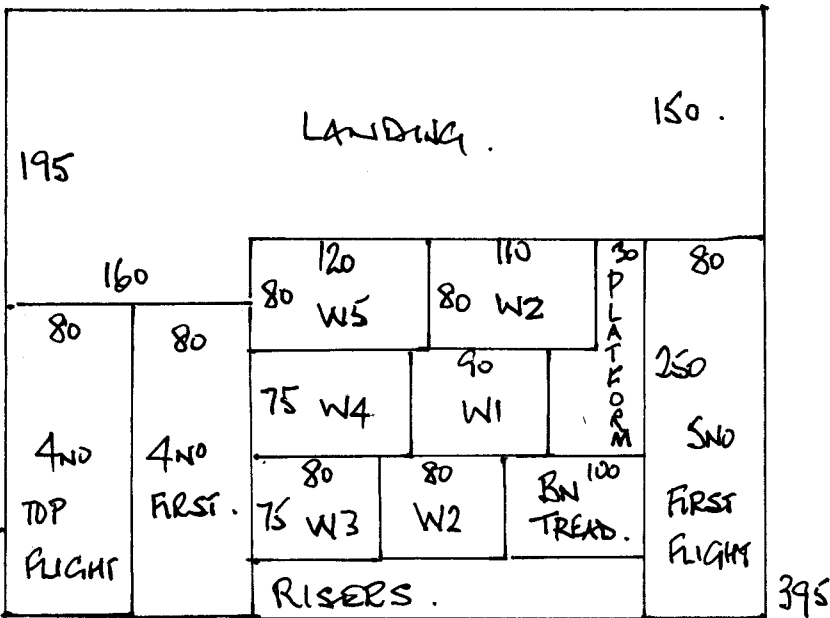 LANDING.
150.
195
160
120
80 W5
110
80 W2
30
PLATFORM
80
250
5NO
FIRST
FLIGHT
80
4NO
TOP
FLIGHT
80
4NO
FIRST.
75 W4
90
W1
80
75 W3
80
W2
BN 100
TREAD.
RISERS.
395